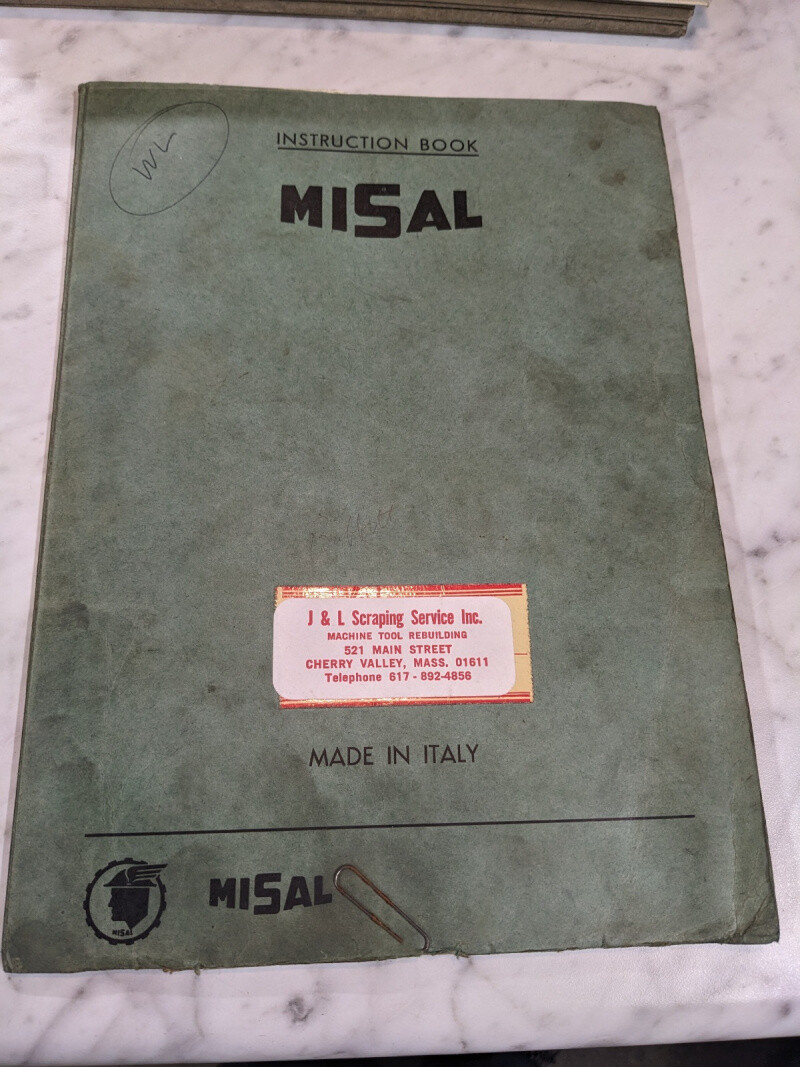 WL
INSTRUCTION BOOK
MISAL
J & L Scraping Service Inc.
MACHINE TOOL REBUILDING
521 MAIN STREET
CHERRY VALLEY, MASS. 01611
Telephone 617 - 892-4856
MADE IN ITALY
MISAL
MISAL